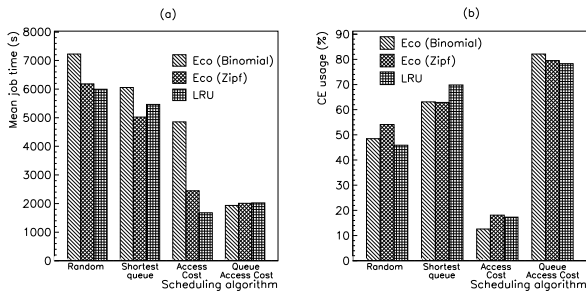 (a)
Mean job time (s)
8000
7000
6000
5000
4000
3000
2000
1000
0
Eco (Binomial)
Eco (Zipf)
LRU
Random
Shortest
queue
Access
Cost
Queue
Access Cost
Scheduling algorithm
(b)
CE usage (%)
90
80
70
60
50
40
30
20
10
0
Eco (Binomial)
Eco (Zipf)
LRU
Random
Shortest
queue
Access
Cost
Queue
Access Cost
Scheduling algorithm